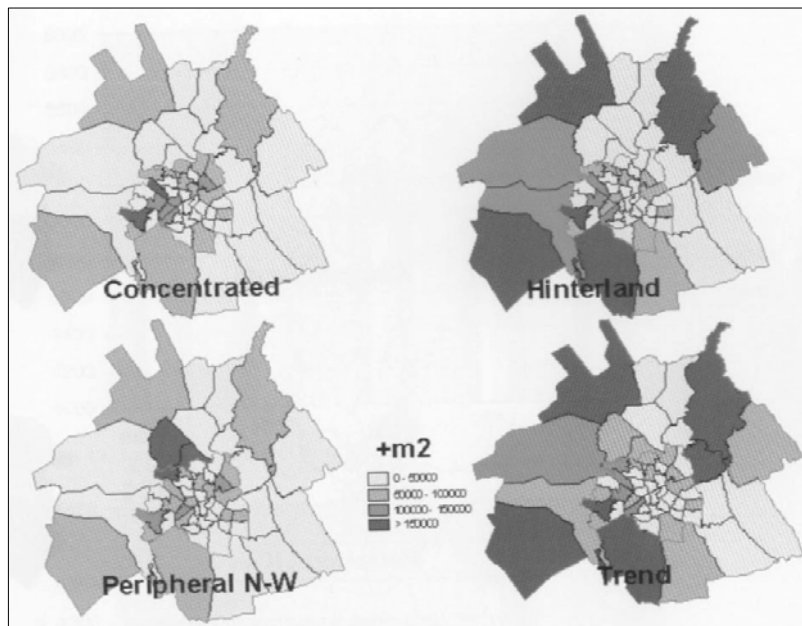 Concentrated
Hinterland
+m2
0 - 50000
50000 - 100000
100000 - 150000
> 150000
Peripheral N-W
Trend